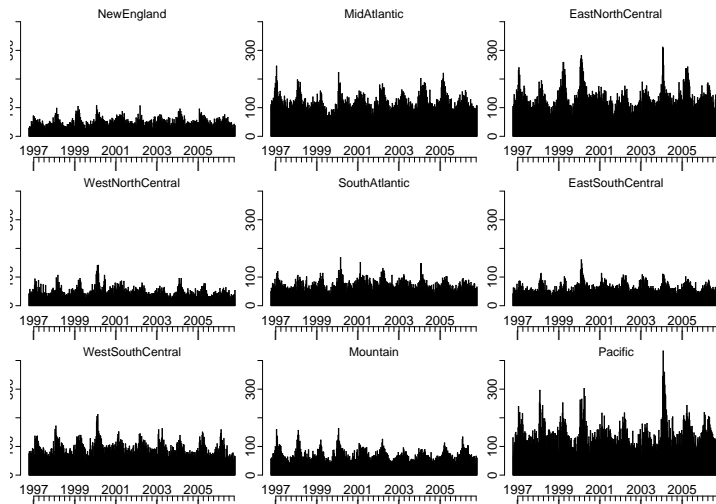 NewEngland
MidAtlantic
EastNorthCentral
0 100 300
0 100 300
1997 1999 2001 2003 2005
1997 1999 2001 2003 2005
1997 1999 2001 2003 2005
WestNorthCentral
SouthAtlantic
EastSouthCentral
0 100 300
0 100 300
1997 1999 2001 2003 2005
1997 1999 2001 2003 2005
1997 1999 2001 2003 2005
WestSouthCentral
Mountain
Pacific
0 100 300
0 100 300
1997 1999 2001 2003 2005
1997 1999 2001 2003 2005
1997 1999 2001 2003 2005